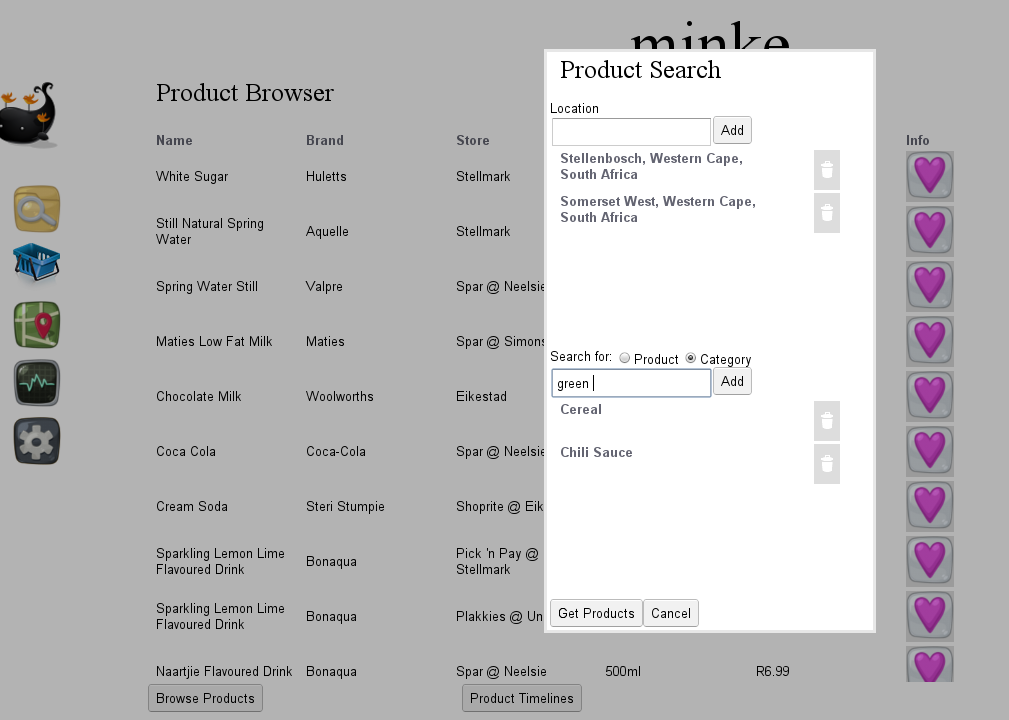 minke
Product Browser
Name Brand Store Info
White Sugar Huletts Stellmark
Still Natural Spring
Water
Aquelle Stellmark
Spring Water Still Valpre Spar @ Neelsie
Maties Low Fat Milk Maties Spar @ Simons
Chocolate Milk Woolworths Eikestad
Coca Cola Coca-Cola Spar @ Neelsie
Cream Soda Steri Stumpie Shoprite @ Eik
Sparkling Lemon Lime
Flavoured Drink
Bonaqua
Pick 'n Pay @
Stellmark
Sparkling Lemon Lime
Flavoured Drink
Bonaqua Plakkies @ Un
Naartjie Flavoured Drink Bonaqua Spar @ Neelsie 500ml R6.99
Browse Products Product Timelines
Product Search
Location
Add
Stellenbosch, Western Cape,
South Africa
Somerset West, Western Cape,
South Africa
Search for: Product Category
green Add
Cereal
Chili Sauce
Get Products Cancel